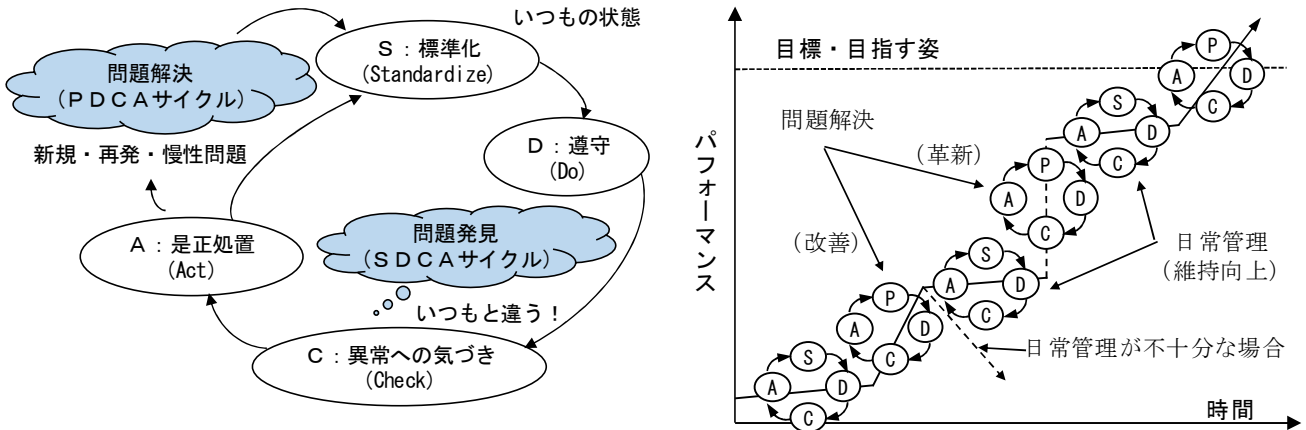 いつもの状態
S：標準化
(Standardize)
問題解決
(ＰＤＣＡサイクル)
新規・再発・慢性問題
D：遵守
(Do)
A：是正処置
(Act)
問題発見
(ＳＤＣＡサイクル)
いつもと違う！
C：異常への気づき
(Check)
パフォーマンス
目標・目指す姿
問題解決
(革新)
(改善)
日常管理
(維持向上)
日常管理が不十分な場合
時間
S
A
D
C
P
A
D
C
S
A
D
C
P
A
D
C
S
A
D
C
P
A
D
C